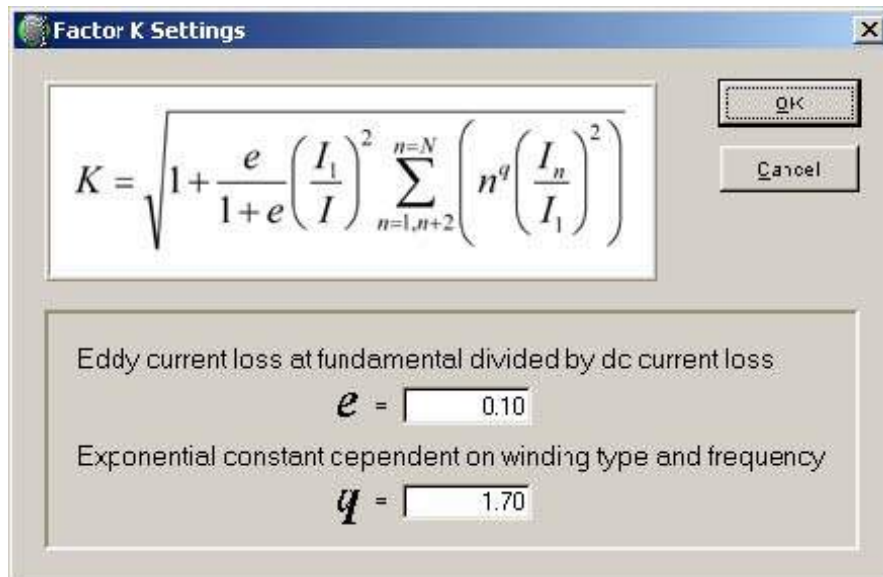 Factor K Settings
K = √(1 + e/(1 + e) (I₁/I)² ∑ₙ₌₁,ₙ₊₂ⁿ⁼ᴺ (n^q (Iₙ/I₁)²))
OK
Cancel
Eddy current loss at fundamental divided by dc current loss
e = 0.10
Exponential constant cependent on winding type and frequency
q = 1.70